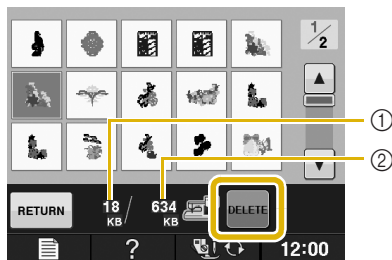 1/2
①
②
RETURN
18 KB / 634 KB
DELETE
?
12:00